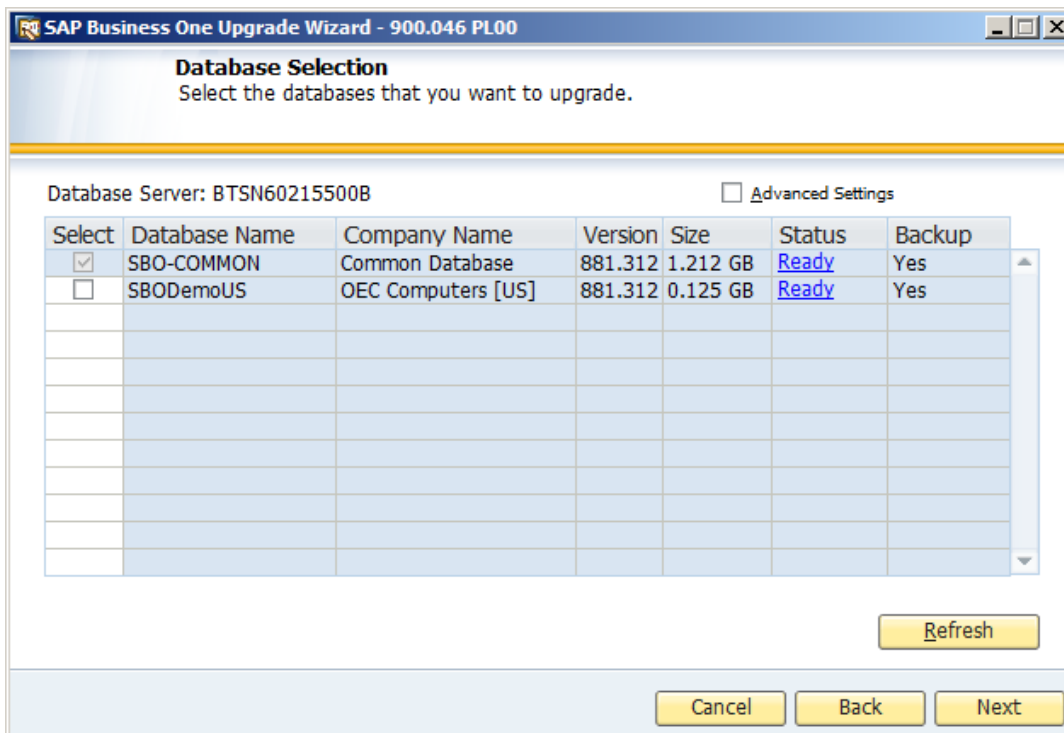 SAP Business One Upgrade Wizard - 900.046 PL00
Database Selection
Select the databases that you want to upgrade.
Database Server: BTSN60215500B Advanced Settings
Select Database Name Company Name Version Size Status Backup
SBO-COMMON Common Database 881.312 1.212 GB Ready Yes
SBODemoUS OEC Computers [US] 881.312 0.125 GB Ready Yes
Refresh
Cancel Back Next